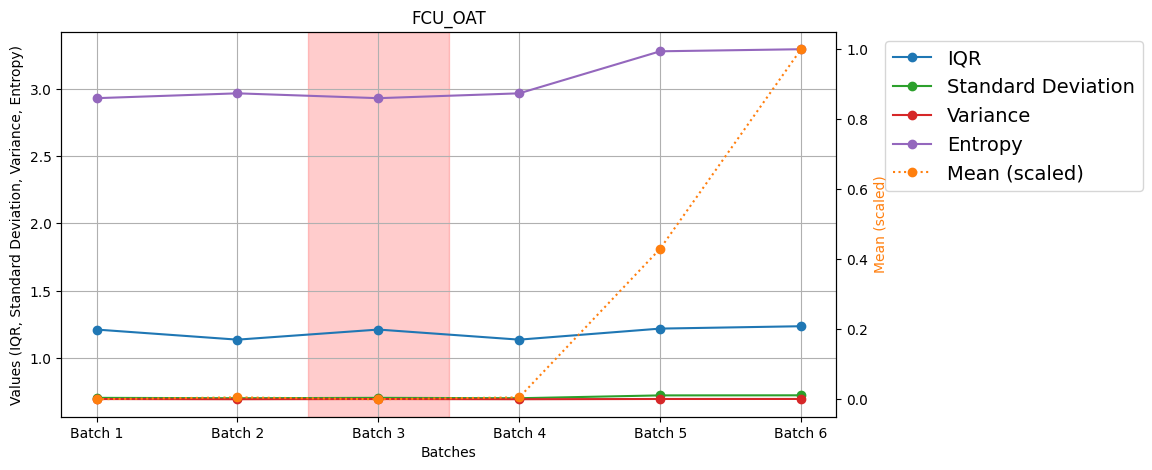 FCU_OAT
Values (IQR, Standard Deviation, Variance, Entropy)
3.0
2.5
2.0
1.5
1.0
Batch 1
Batch 2
Batch 3
Batch 4
Batch 5
Batch 6
Batches
1.0
0.8
0.6
0.4
0.2
0.0
Mean (scaled)
IQR
Standard Deviation
Variance
Entropy
Mean (scaled)